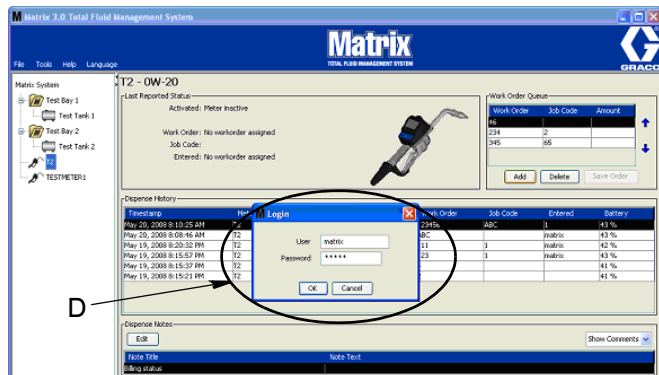 Matrix 3.0 Total Fluid Management System
Matrix
TOTAL FLUID MANAGEMENT SYSTEM
GRACO
File Tools Help Language
Matrix System
Test Bay 1
Test Tank 1
Test Bay 2
Test Tank 2
T2
TESTMETER1
T2 - 0W-20
Last Reported Status
Activated: Meter inactive
Work Order: No workorder assigned
Job Code:
Entered: No workorder assigned
Work Order Queue
Work Order Job Code Amount
46
234 2
345 65
Add Delete Save Order
Dispense History
Timestamp Work Order Job Code Entered Battery
May 20, 2008 8:10:25 AM T2 ABC 1 43 %
May 20, 2008 8:08:46 AM T2 ABC matrix 43 %
May 19, 2008 8:20:32 PM T2 11 1 matrix 42 %
May 19, 2008 8:15:57 PM T2 23 1 matrix 43 %
May 19, 2008 8:15:37 PM T2 41 %
May 19, 2008 8:15:21 PM T2 41 %
Login
User matrix
Password *****
OK Cancel
D
Dispense Notes
Edit Show Comments
Note Title Note Text
Billing status